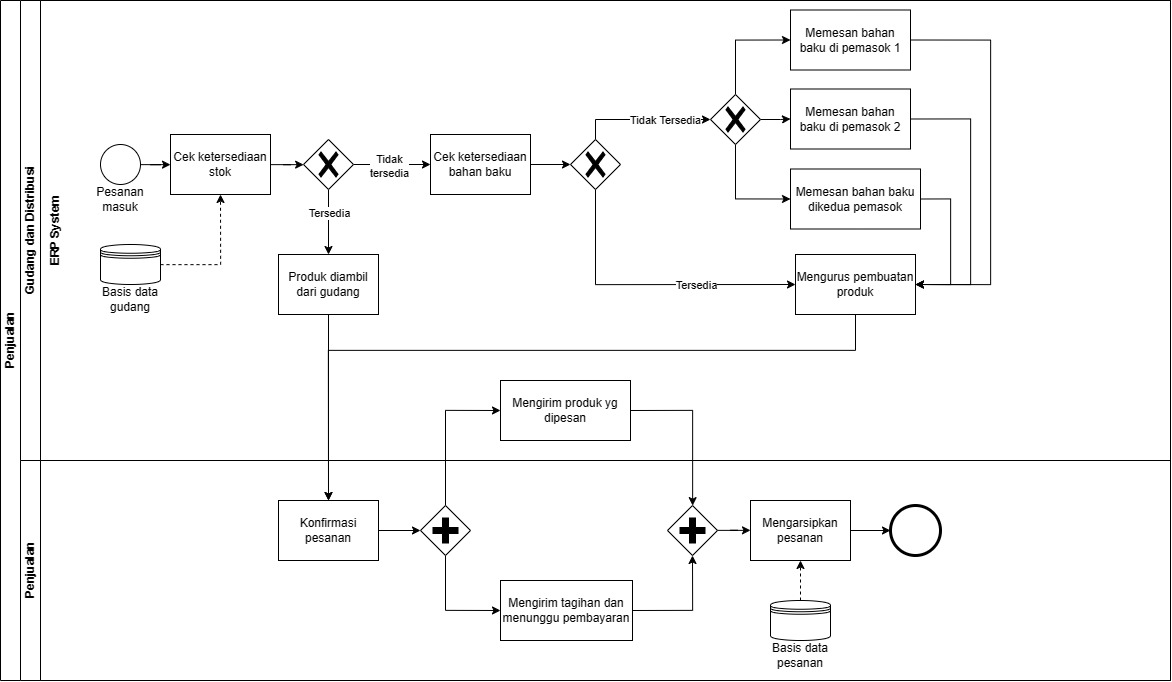 Penjualan
Gudang dan Distribusi
ERP System
Pesanan
masuk
Cek ketersediaan
stok
Basis data
gudang
Tidak
tersedia
Tersedia
Produk diambil
dari gudang
Cek ketersediaan
bahan baku
Tidak Tersedia
Tersedia
Memesan bahan
baku di pemasok 1
Memesan bahan
baku di pemasok 2
Memesan bahan baku
dikedua pemasok
Mengurus pembuatan
produk
Mengirim produk yg
dipesan
Penjualan
Konfirmasi
pesanan
Mengirim tagihan dan
menunggu pembayaran
Mengarsipkan
pesanan
Basis data
pesanan